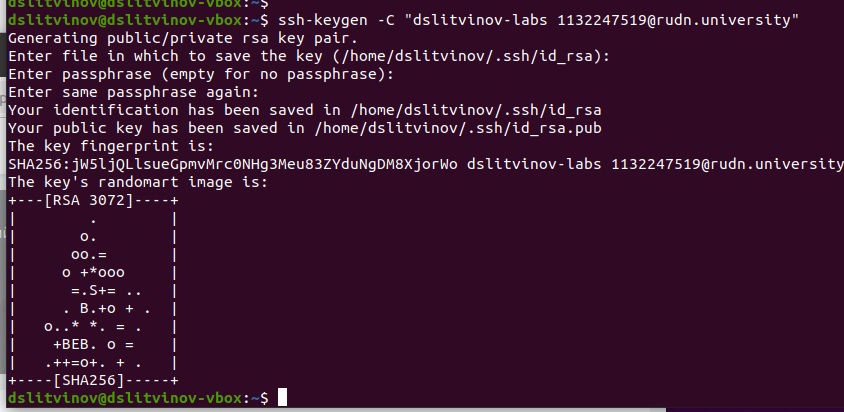 dslitvinov@dslitvinov-vbox:~$
dslitvinov@dslitvinov-vbox:~$ ssh-keygen -C "dslitvinov-labs 1132247519@rudn.university"
Generating public/private rsa key pair.
Enter file in which to save the key (/home/dslitvinov/.ssh/id_rsa):
Enter passphrase (empty for no passphrase):
Enter same passphrase again:
Your identification has been saved in /home/dslitvinov/.ssh/id_rsa
Your public key has been saved in /home/dslitvinov/.ssh/id_rsa.pub
The key fingerprint is:
SHA256:jW5ljQLlsueGpmvMrc0NHg3Meu83ZYduNgDM8XjorWo dslitvinov-labs 1132247519@rudn.university
The key's randomart image is:
+---[RSA 3072]----+
|        .        |
|       o.        |
|      oo.=       |
|     o +*ooo     |
|      =.S+= ..   |
|     . B.+o + .  |
|   o..* *. = .   |
|    +BEB. o =    |
|   .++=o+. + .   |
+----[SHA256]-----+
dslitvinov@dslitvinov-vbox:~$